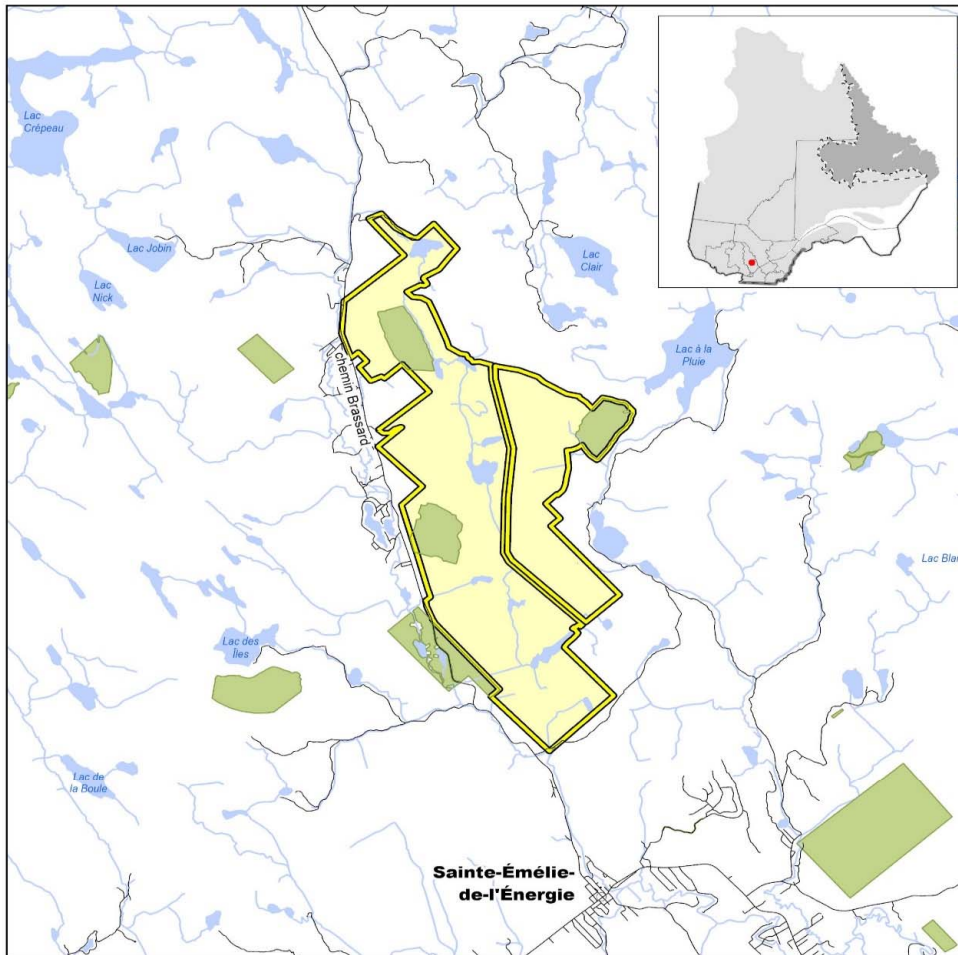 Lac
Crépeau
Lac Jobin
Lac
Nick
Lac
Clair
Lac à la
Pluie
chemin Brassard
Lac Blan
Lac des
Îles
Lac de
la Boule
Sainte-Émélie-
de-l'Énergie